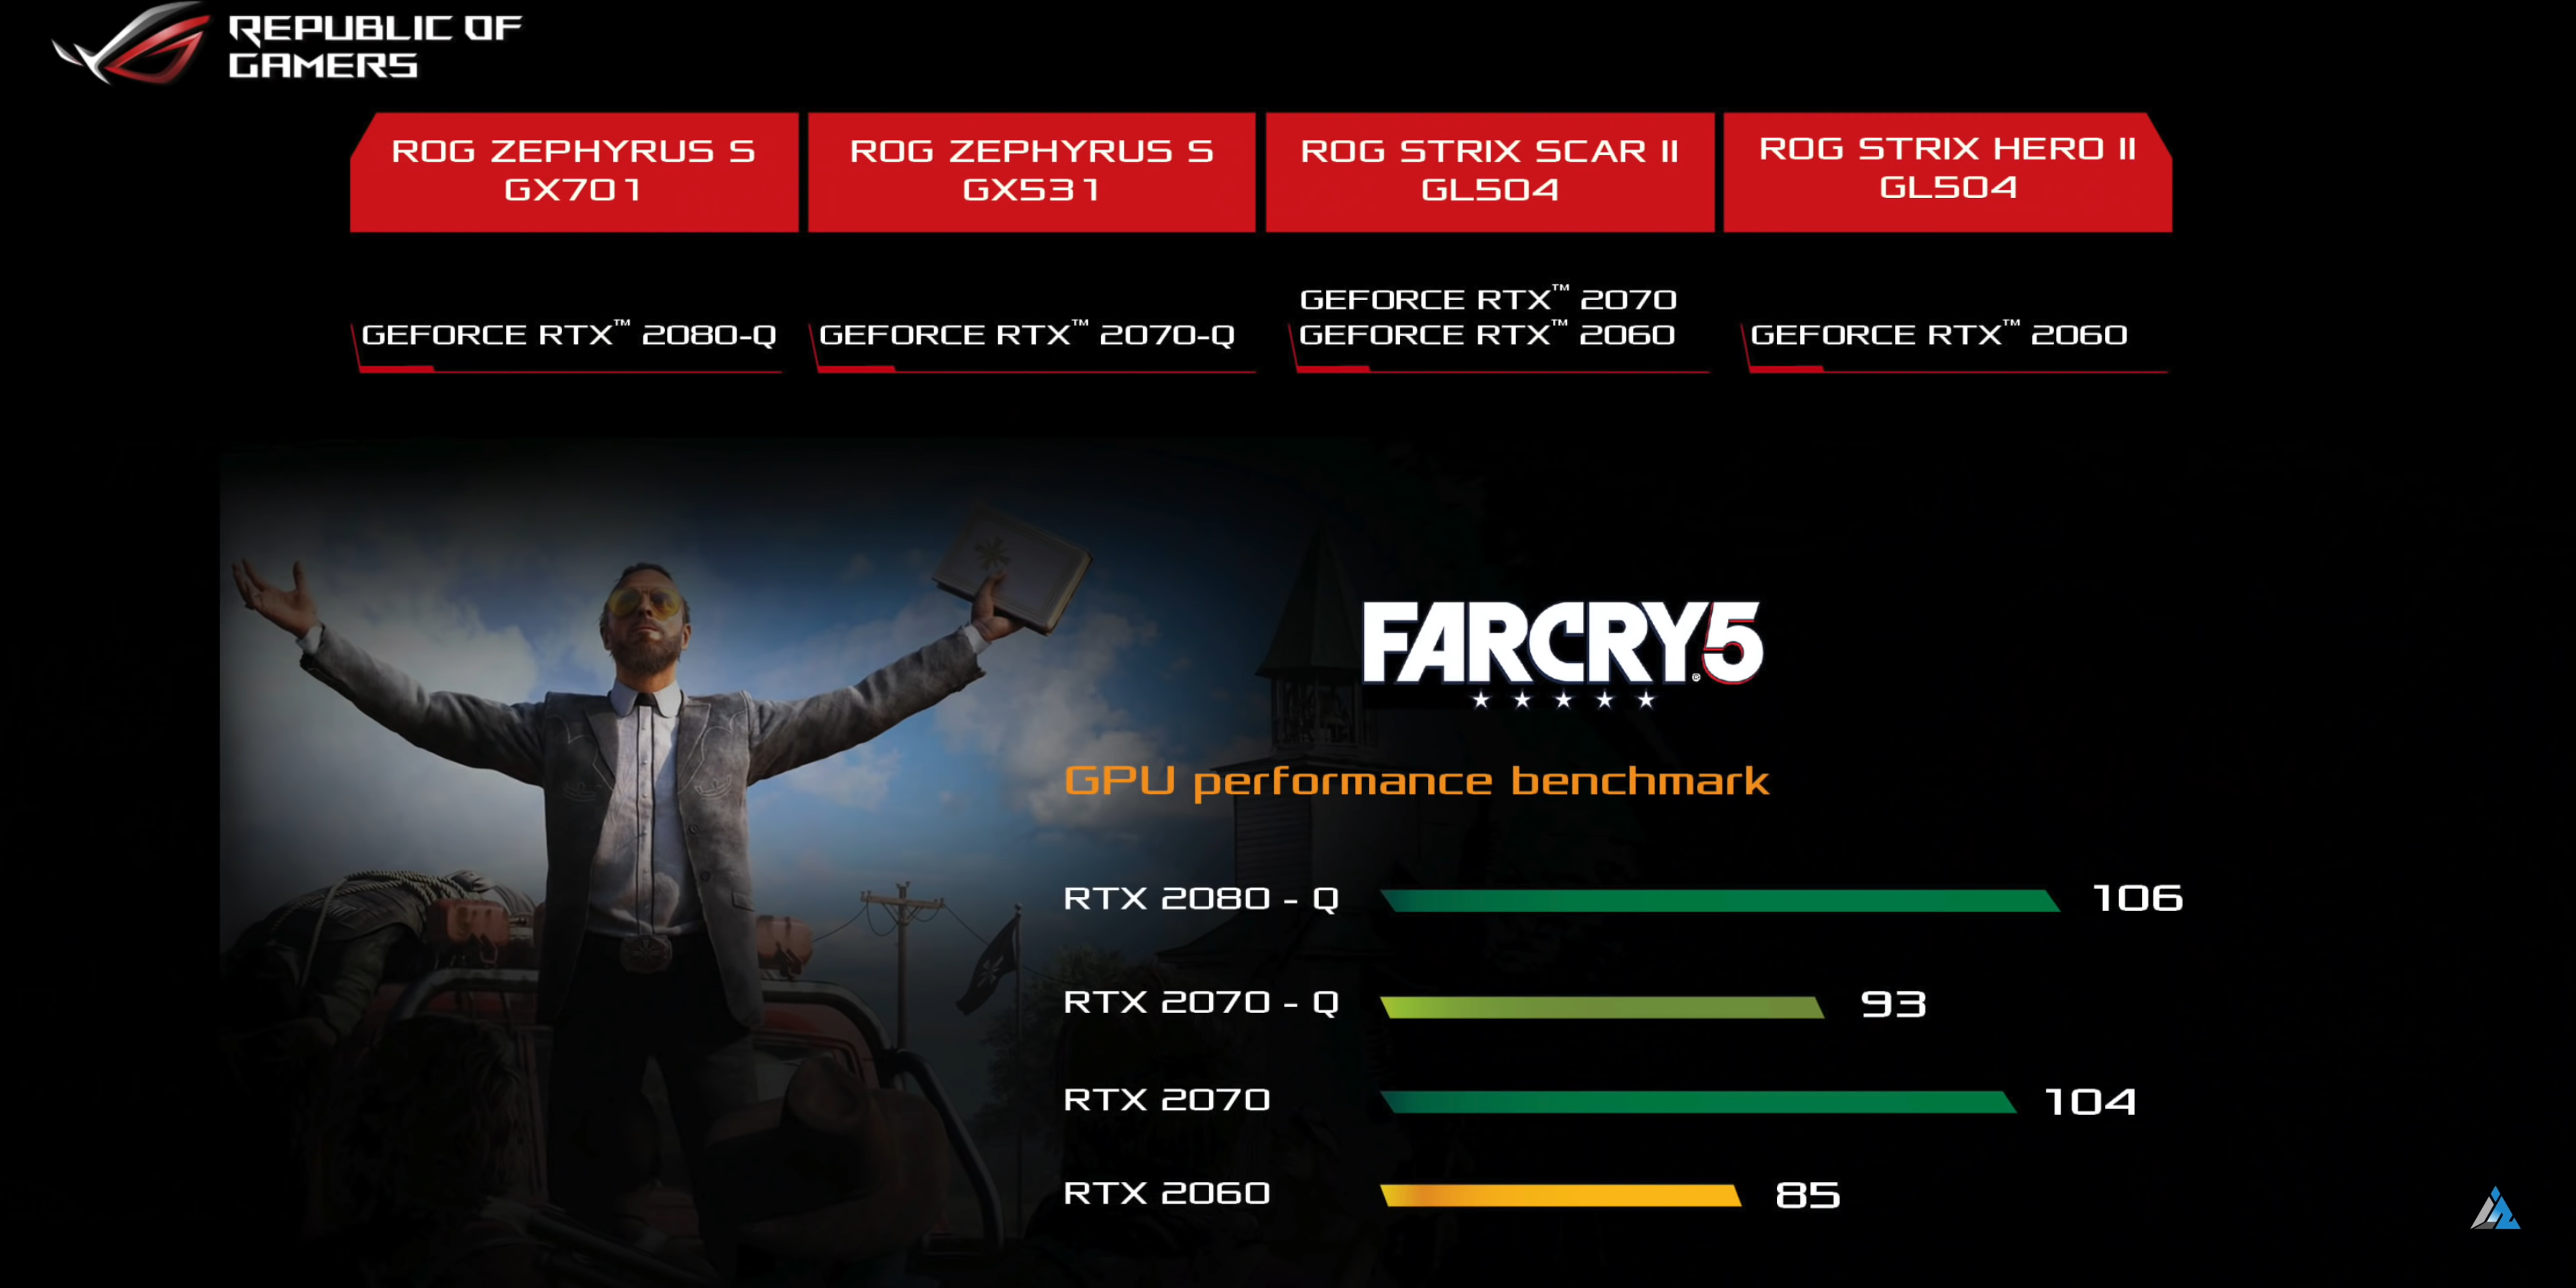 REPUBLIC OF
GAMERS
ROG ZEPHYRUS S
GX701
ROG ZEPHYRUS S
GX531
ROG STRIX SCAR II
GL504
ROG STRIX HERO II
GL504
GEFORCE RTX™ 2080-Q
GEFORCE RTX™ 2070-Q
GEFORCE RTX™ 2070
GEFORCE RTX™ 2060
GEFORCE RTX™ 2060
FARCRY®5
GPU performance benchmark
RTX 2080 - Q 106
RTX 2070 - Q 93
RTX 2070 104
RTX 2060 85